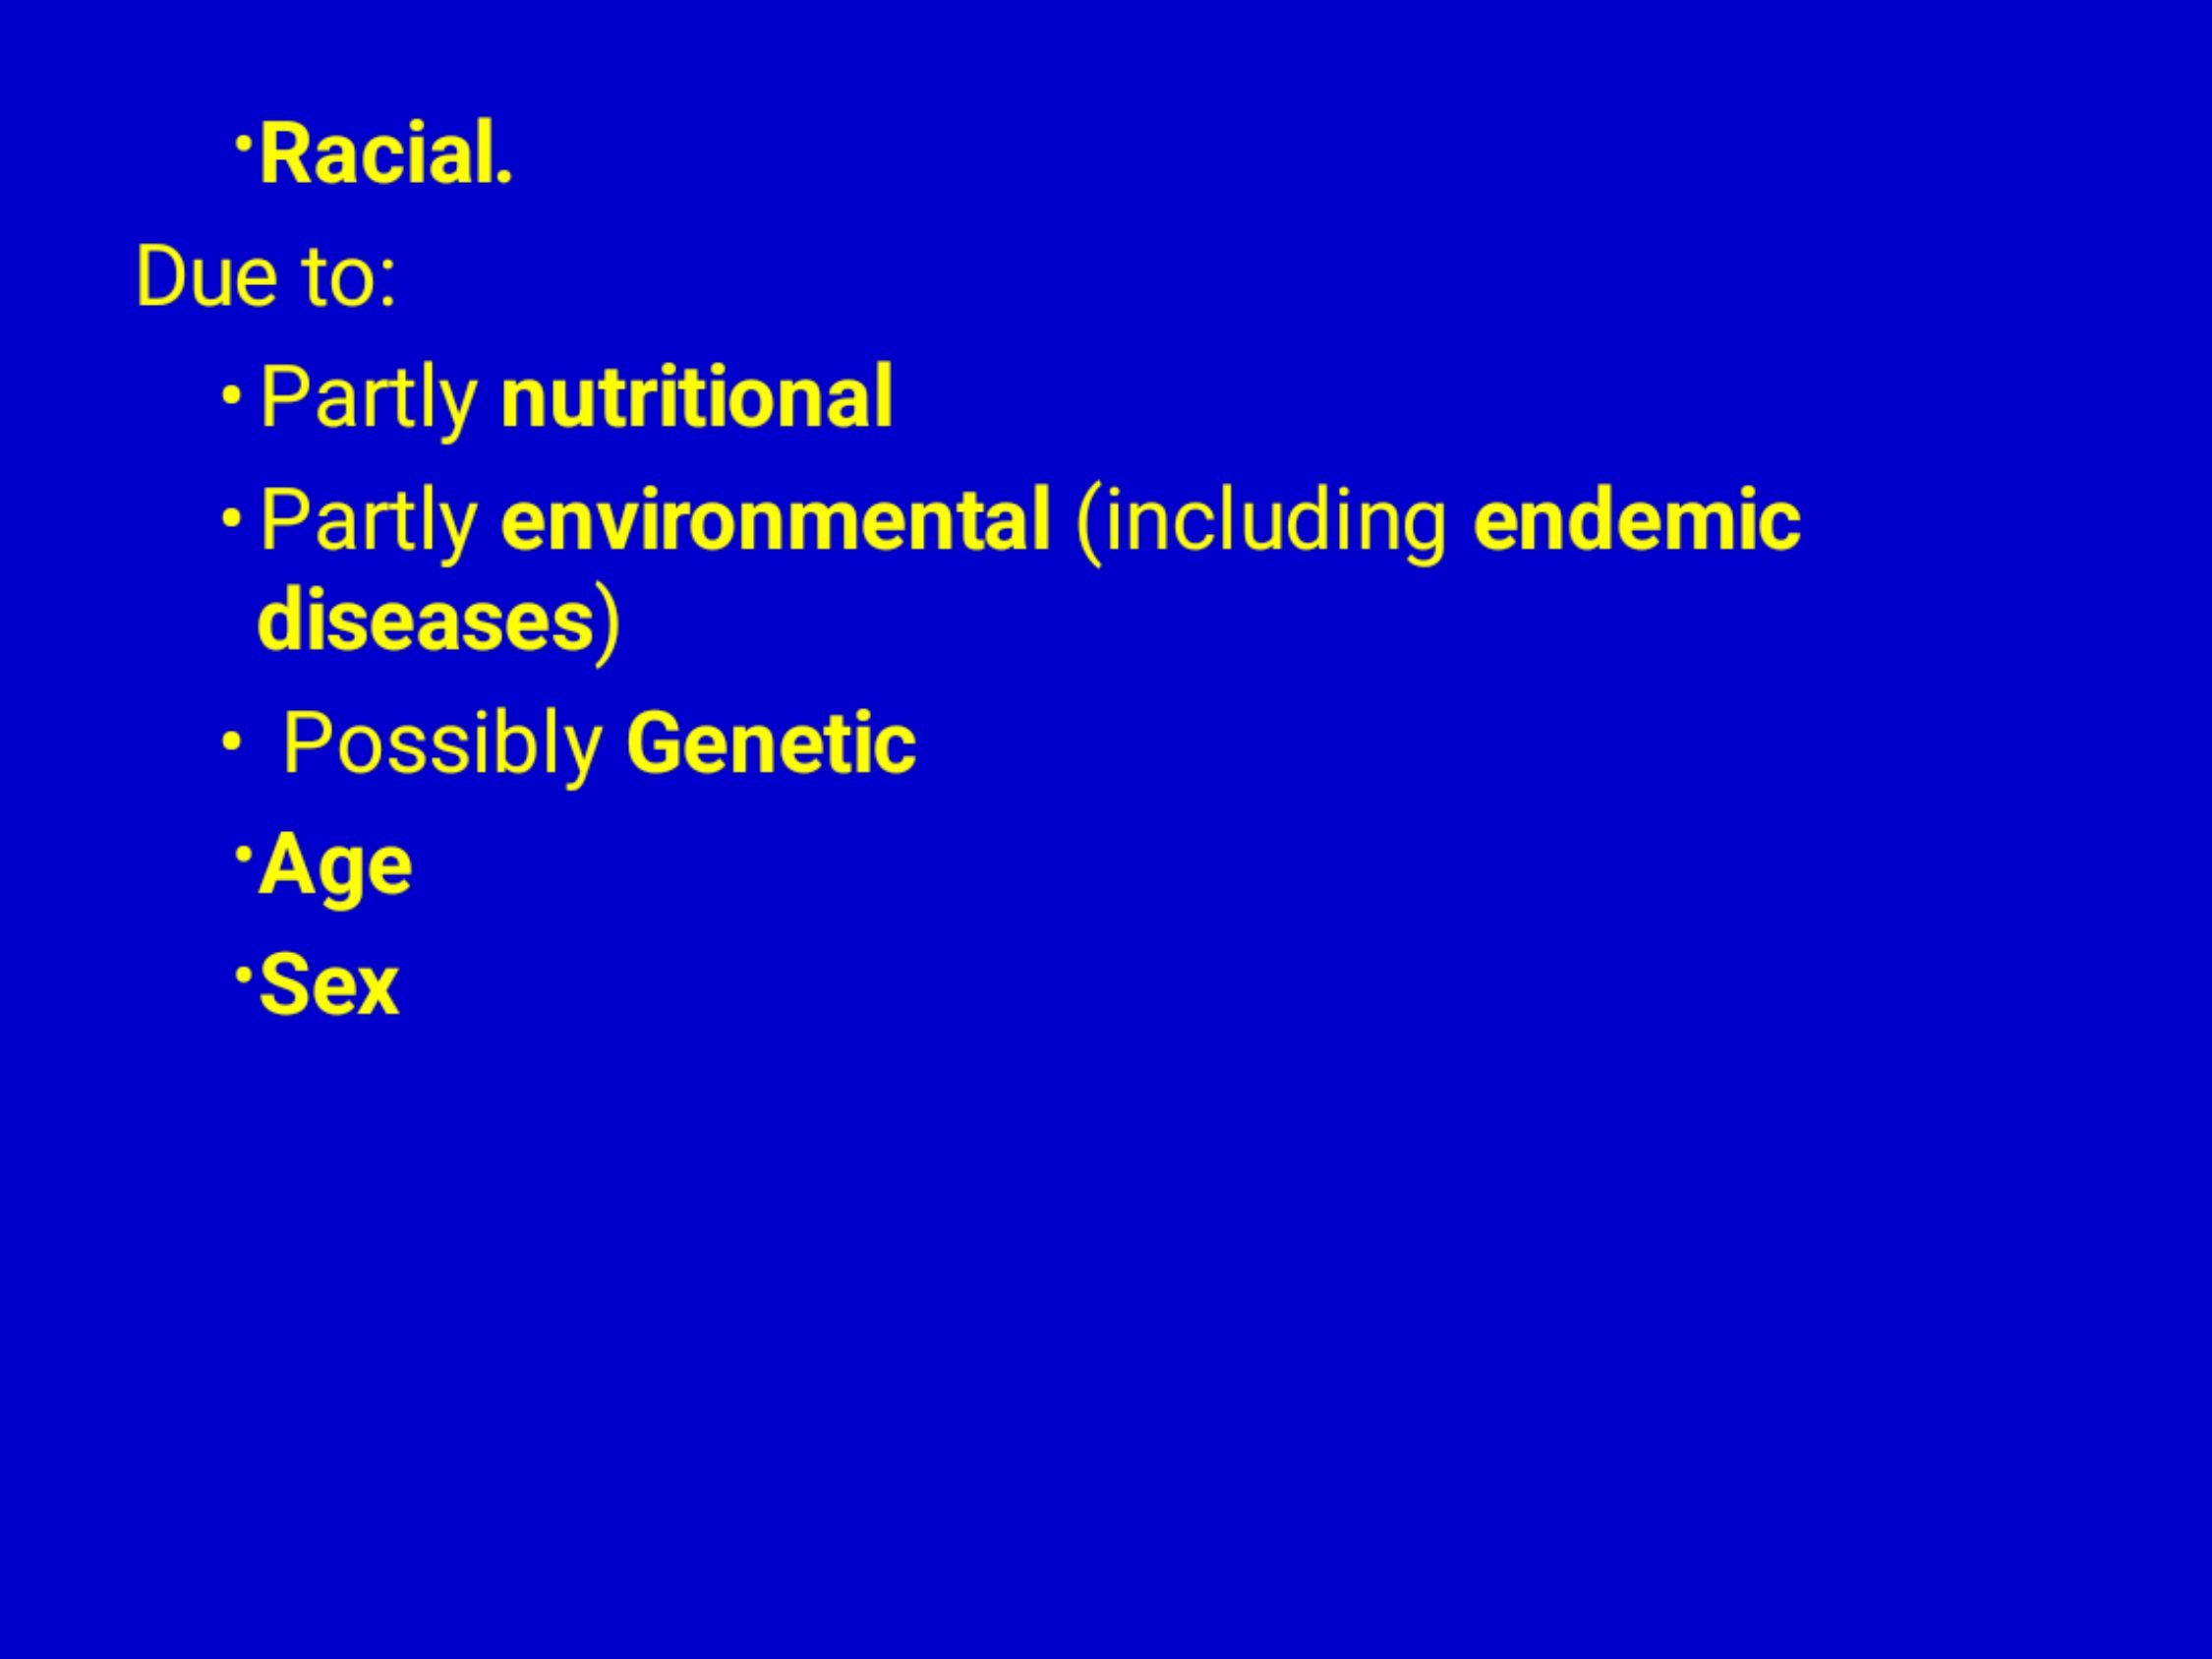 •Racial.
Due to:
• Partly nutritional
• Partly environmental (including endemic
diseases)
• Possibly Genetic
•Age
•Sex